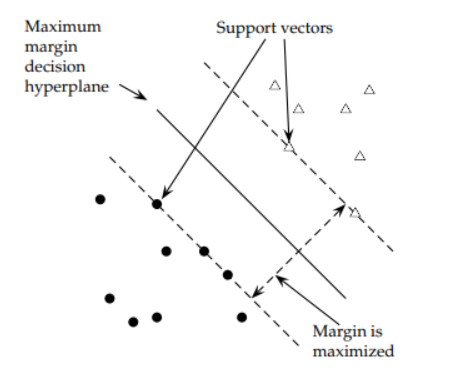 Maximum
margin
decision
hyperplane
Support vectors
Margin is
maximized